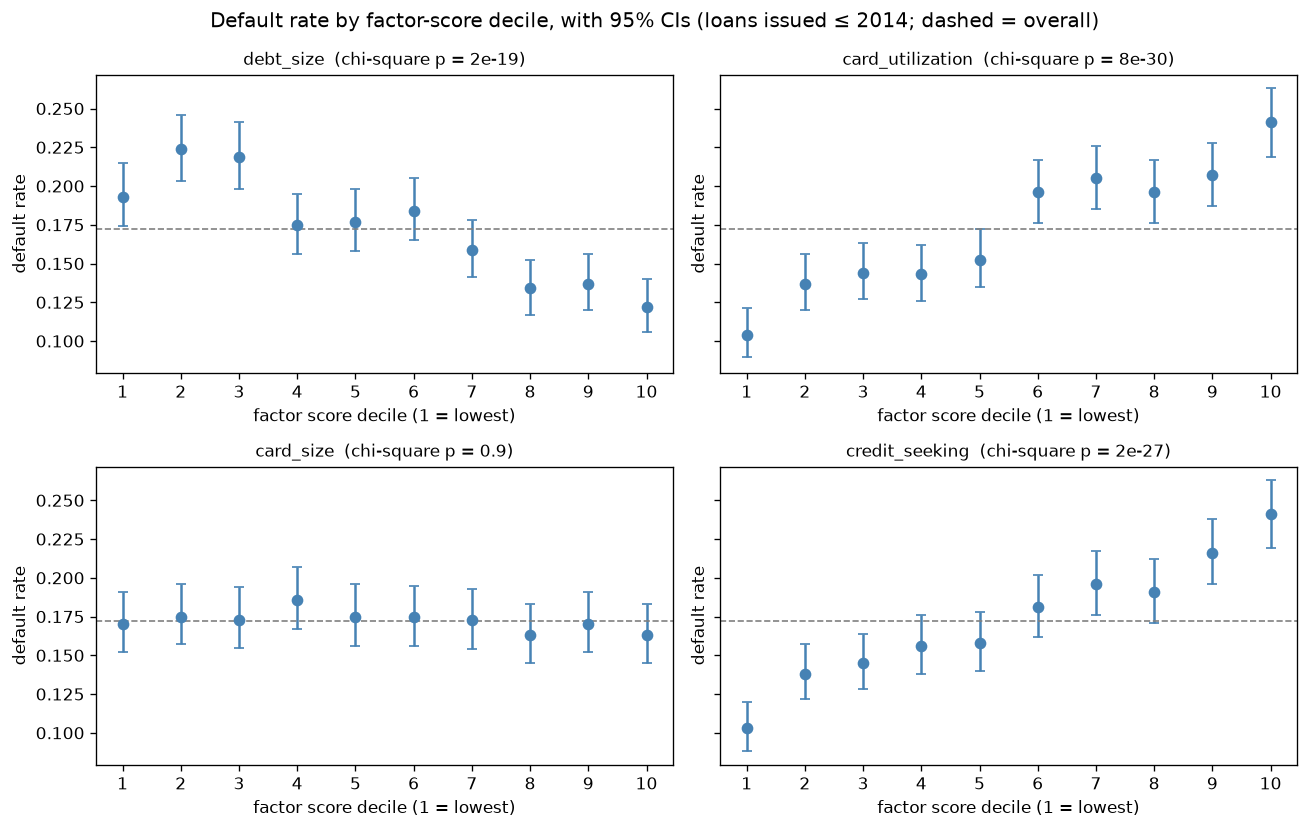 Default rate by factor-score decile, with 95% CIs (loans issued ≤ 2014; dashed = overall)
debt_size (chi-square p = 2e-19)
default rate
0.250
0.225
0.200
0.175
0.150
0.125
0.100
1 2 3 4 5 6 7 8 9 10
factor score decile (1 = lowest)
card_utilization (chi-square p = 8e-30)
default rate
1 2 3 4 5 6 7 8 9 10
factor score decile (1 = lowest)
card_size (chi-square p = 0.9)
default rate
0.250
0.225
0.200
0.175
0.150
0.125
0.100
1 2 3 4 5 6 7 8 9 10
factor score decile (1 = lowest)
credit_seeking (chi-square p = 2e-27)
default rate
1 2 3 4 5 6 7 8 9 10
factor score decile (1 = lowest)